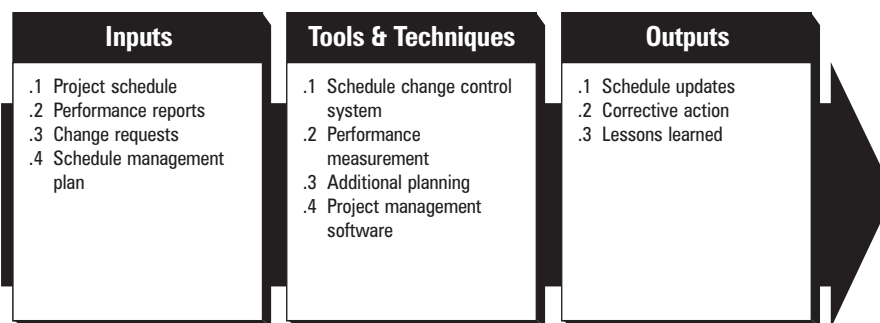 Inputs
.1 Project schedule
.2 Performance reports
.3 Change requests
.4 Schedule management
plan
Tools & Techniques
.1 Schedule change control
system
.2 Performance
measurement
.3 Additional planning
.4 Project management
software
Outputs
.1 Schedule updates
.2 Corrective action
.3 Lessons learned